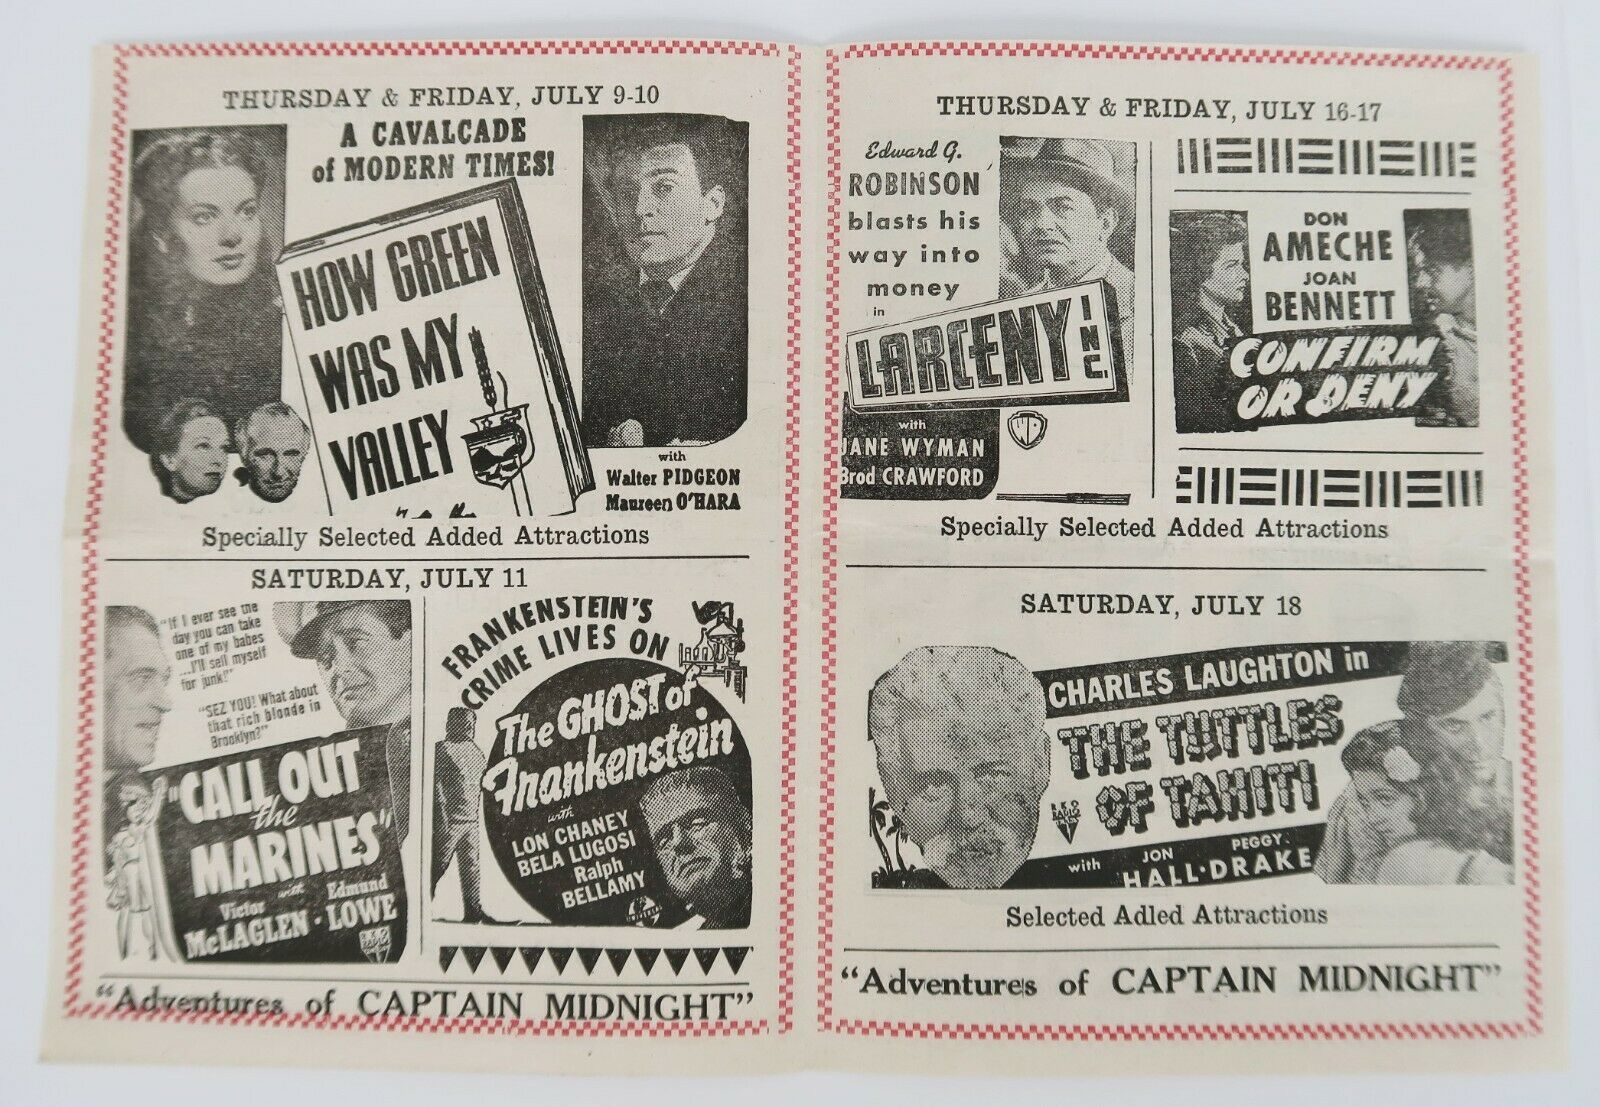 THURSDAY & FRIDAY, JULY 9-10
A CAVALCADE
of MODERN TIMES!
HOW GREEN
WAS MY
VALLEY
with
Walter PIDGEON
Maureen O'HARA
Specially Selected Added Attractions
SATURDAY, JULY 11
"If I ever see the
day you can take
one of my babes
...I'll sell myself
for junk!"
"SEZ YOU! What about
that rich blonde in
Brooklyn?"
"CALL OUT
the
MARINES"
with
Victor Edmund
McLAGLEN · LOWE
RKO
RADIO
FRANKENSTEIN'S
CRIME LIVES ON
The GHOST of
Frankenstein
with
LON CHANEY
BELA LUGOSI
Ralph
BELLAMY
"Adventures of CAPTAIN MIDNIGHT"
THURSDAY & FRIDAY, JULY 16-17
Edward G.
ROBINSON
blasts his
way into
money
in
LARCENY INC.
with
JANE WYMAN
Brod CRAWFORD
WB
DON
AMECHE
JOAN
BENNETT
CONFIRM
OR DENY
Specially Selected Added Attractions
SATURDAY, JULY 18
CHARLES LAUGHTON in
THE TUTTLES
OF TAHITI
RKO
RADIO
with JON PEGGY
HALL · DRAKE
Selected Adled Attractions
"Adventures of CAPTAIN MIDNIGHT"